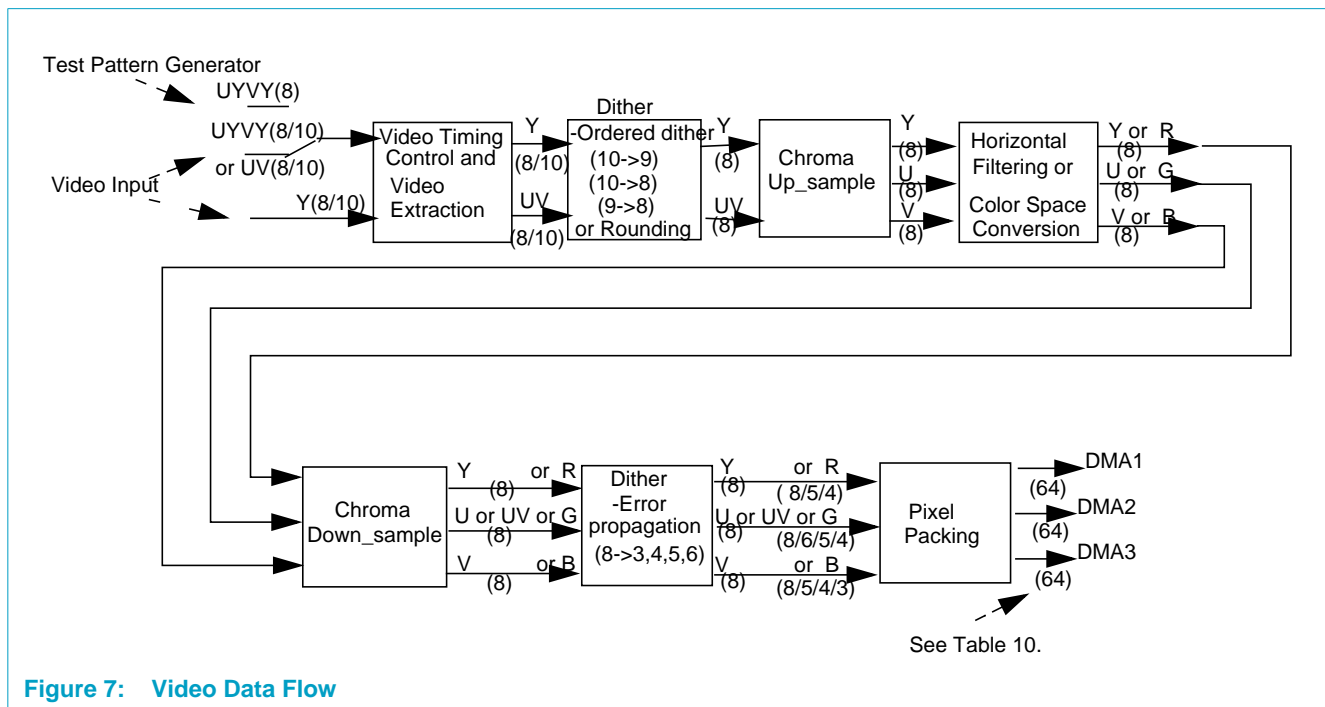 Test Pattern Generator
UYVY(8)
UYVY(8/10)
or UV(8/10)
Video Input
Y(8/10)
Video Timing
Control and
Video
Extraction
Y
(8/10)
UV
(8/10)
Dither
-Ordered dither
(10->9)
(10->8)
(9->8)
or Rounding
Y
(8)
UV
(8)
Chroma
Up_sample
Y
(8)
U
(8)
V
(8)
Horizontal
Filtering or
Color Space
Conversion
Y or R
(8)
U or G
(8)
V or B
(8)
Chroma
Down_sample
Y or R
(8)
U or UV or G
(8)
V or B
(8)
Dither
-Error
propagation
(8->3,4,5,6)
Y or R
(8) ( 8/5/4)
U or UV or G
(8) (8/6/5/4)
V or B
(8) (8/5/4/3)
Pixel
Packing
DMA1
(64)
DMA2
(64)
DMA3
(64)
See Table 10.
Figure 7: Video Data Flow